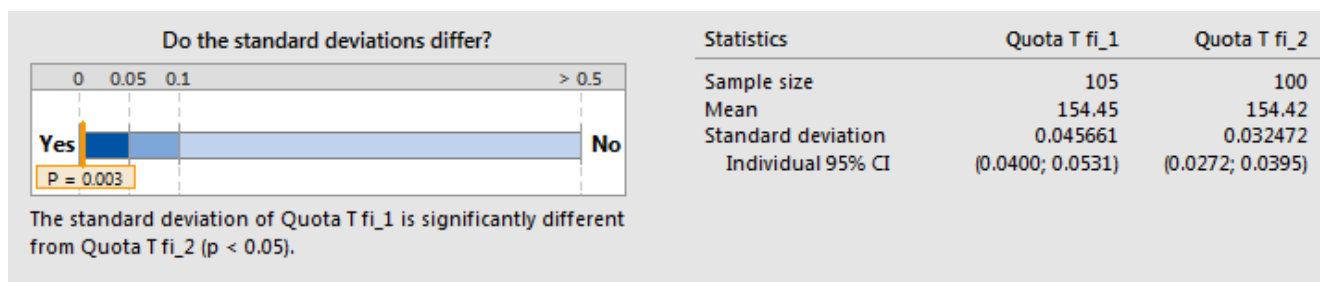 Do the standard deviations differ?
0 0.05 0.1 > 0.5
Yes No
P = 0.003
The standard deviation of Quota T fi_1 is significantly different
from Quota T fi_2 (p < 0.05).
Statistics Quota T fi_1 Quota T fi_2
Sample size 105 100
Mean 154.45 154.42
Standard deviation 0.045661 0.032472
Individual 95% CI (0.0400; 0.0531) (0.0272; 0.0395)